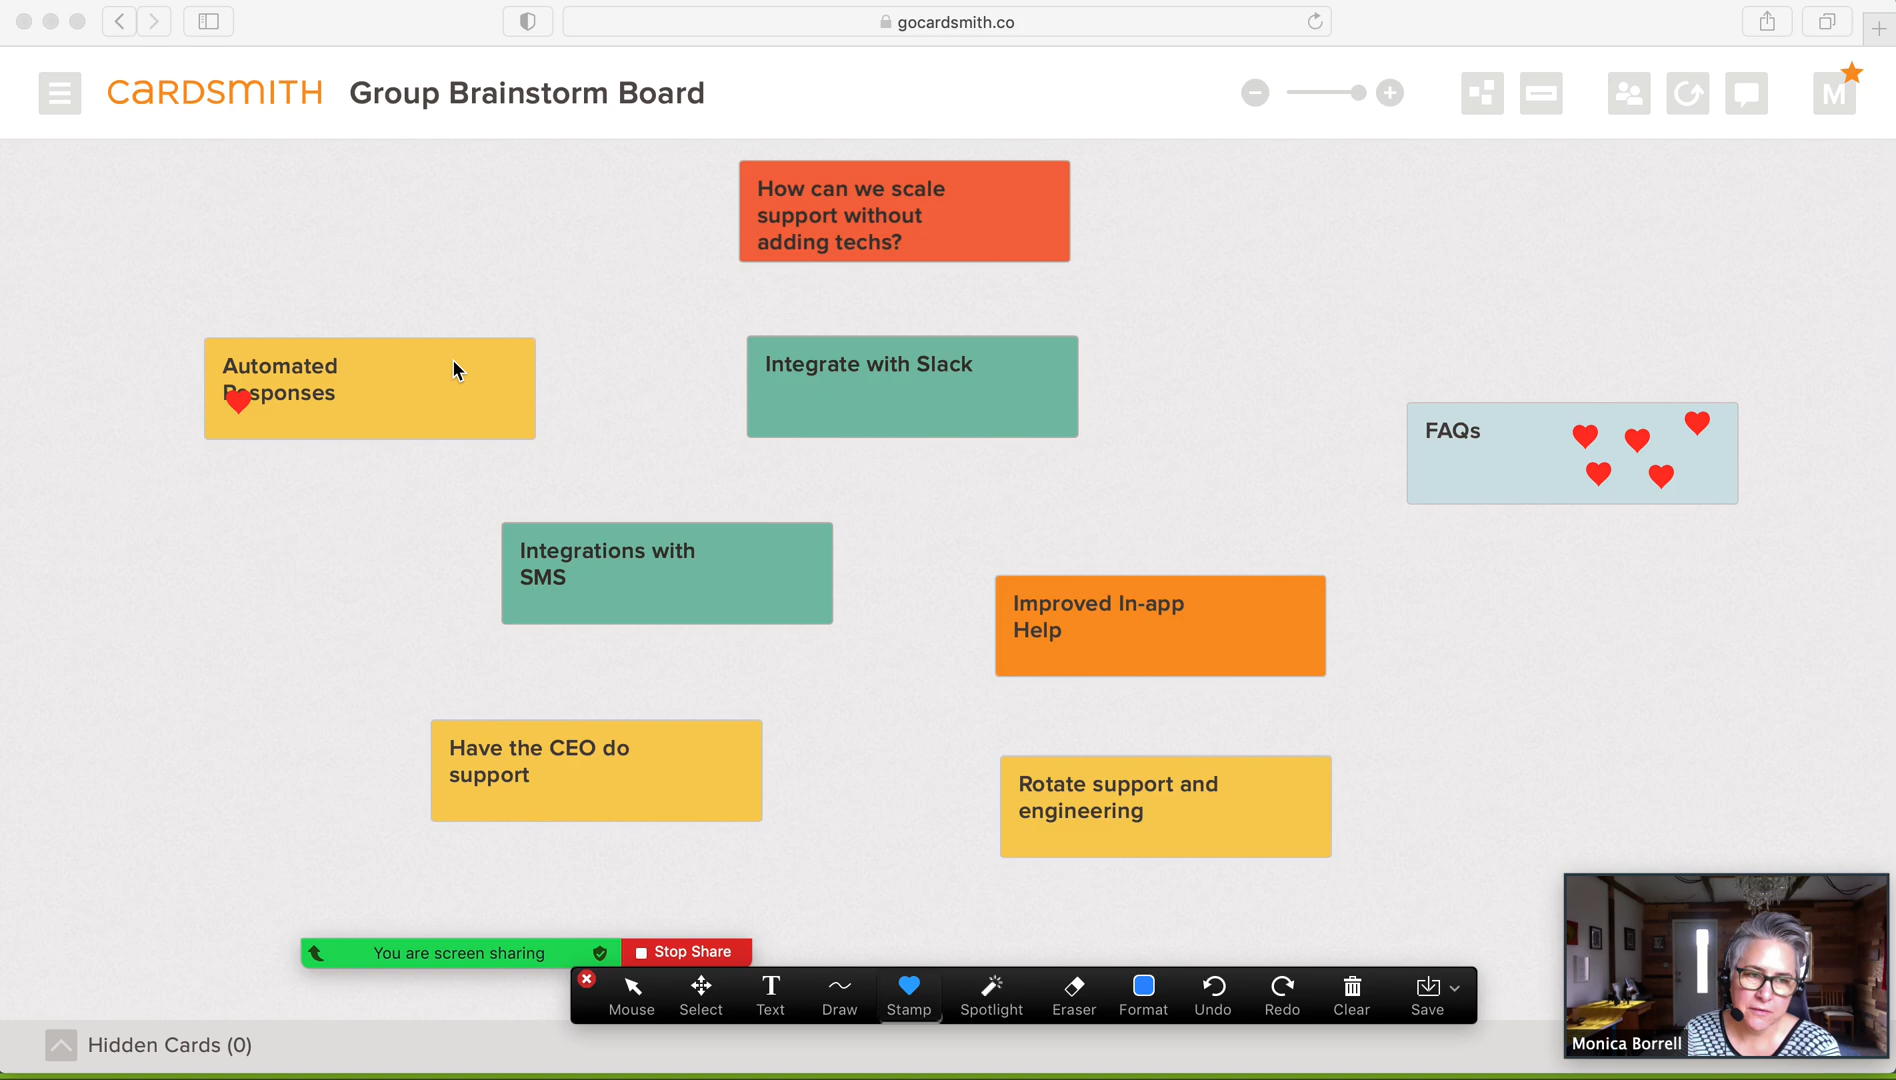 gocardsmith.co
CARDSMITH Group Brainstorm Board
M
How can we scale
support without
adding techs?
Automated
Responses
Integrate with Slack
FAQs
Integrations with
SMS
Improved In-app
Help
Have the CEO do
support
Rotate support and
engineering
You are screen sharing
Stop Share
Mouse Select Text Draw Stamp Spotlight Eraser Format Undo Redo Clear Save
Hidden Cards (0)
Monica Borrell